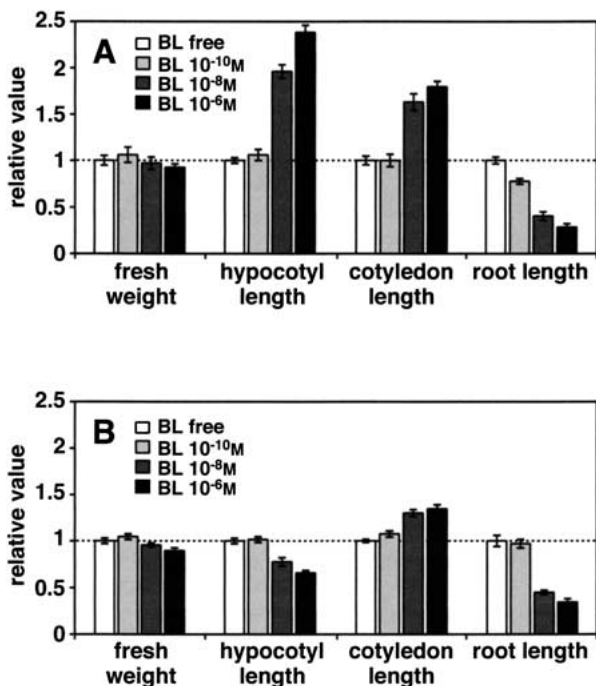 2.5
2
1.5
1
0.5
0
relative value
A
BL free
BL 10⁻¹⁰M
BL 10⁻⁸M
BL 10⁻⁶M
fresh weight
hypocotyl length
cotyledon length
root length
2.5
2
1.5
1
0.5
0
relative value
B
BL free
BL 10⁻¹⁰M
BL 10⁻⁸M
BL 10⁻⁶M
fresh weight
hypocotyl length
cotyledon length
root length